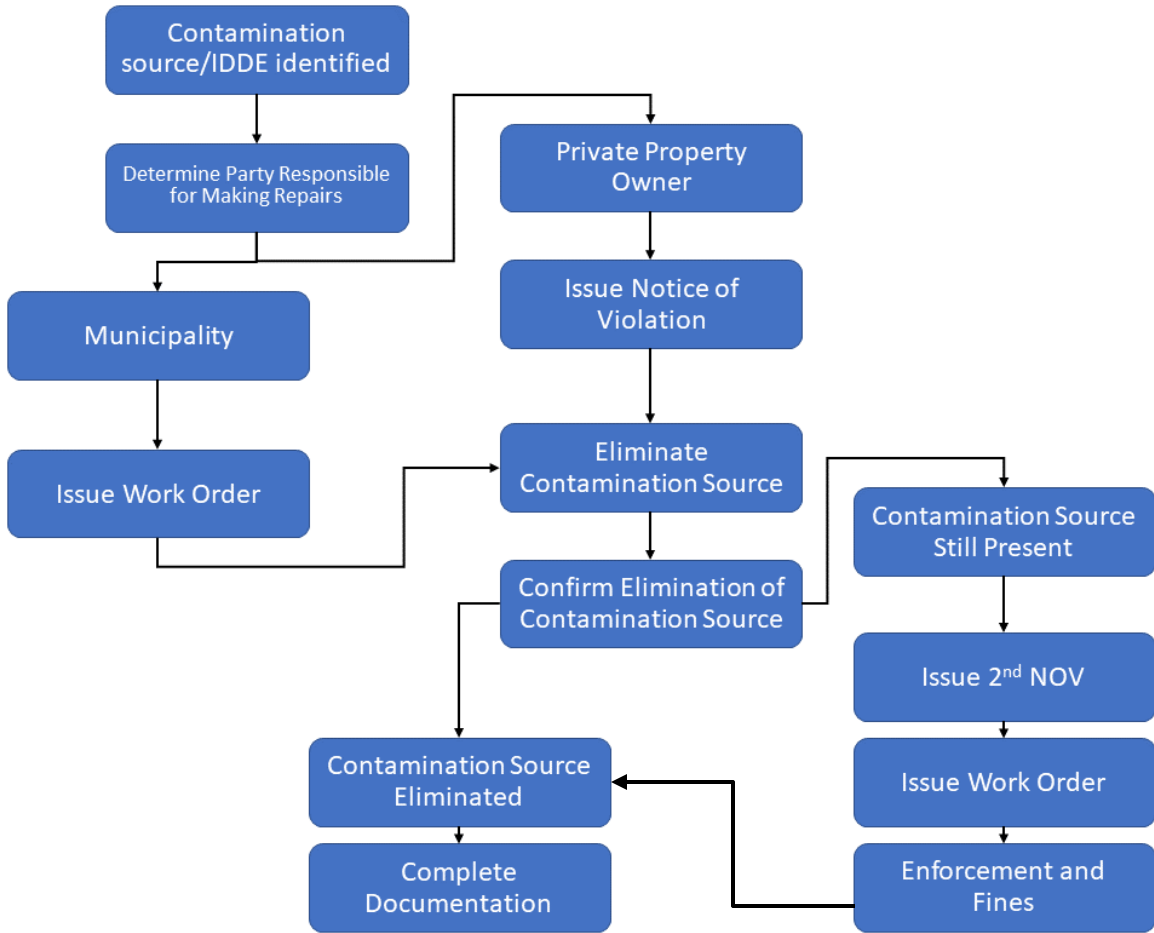 Contamination
source/IDDE identified
Determine Party Responsible
for Making Repairs
Private Property
Owner
Municipality
Issue Notice of
Violation
Issue Work Order
Eliminate
Contamination Source
Confirm Elimination of
Contamination Source
Contamination Source
Still Present
Issue 2nd NOV
Issue Work Order
Enforcement and
Fines
Contamination Source
Eliminated
Complete
Documentation